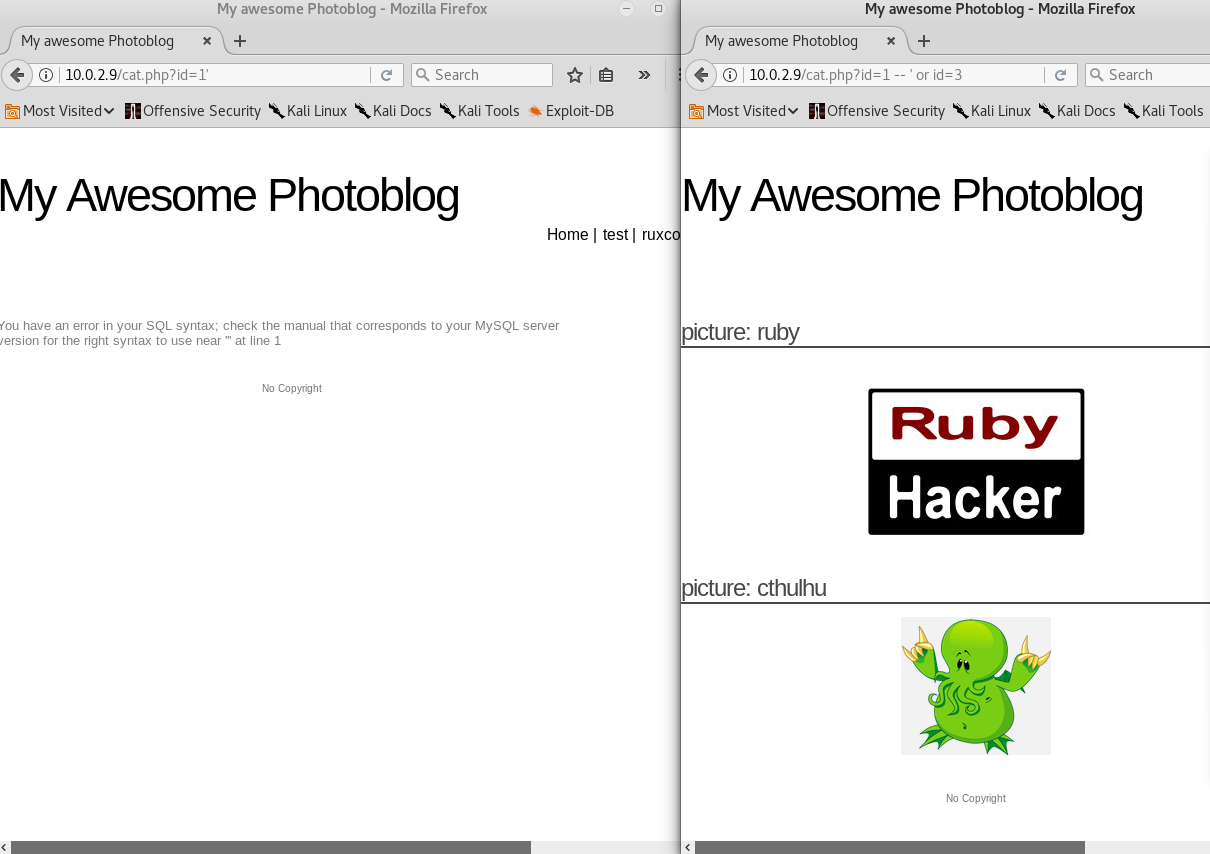 My awesome Photoblog - Mozilla Firefox
My awesome Photoblog
10.0.2.9/cat.php?id=1'
Search
Most Visited
Offensive Security
Kali Linux
Kali Docs
Kali Tools
Exploit-DB
My Awesome Photoblog
Home | test | ruxco
You have an error in your SQL syntax; check the manual that corresponds to your MySQL server
version for the right syntax to use near ''' at line 1
No Copyright
My awesome Photoblog - Mozilla Firefox
My awesome Photoblog
10.0.2.9/cat.php?id=1 -- ' or id=3
Search
Most Visited
Offensive Security
Kali Linux
Kali Docs
Kali Tools
My Awesome Photoblog
picture: ruby
Ruby
Hacker
picture: cthulhu
No Copyright